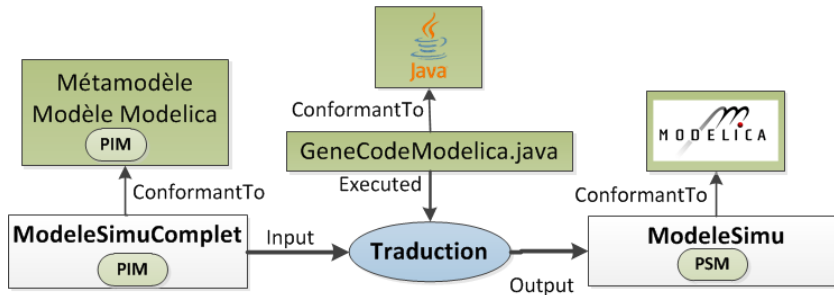 Métamodèle
Modèle Modelica
PIM
Java
MODELICA
ConformantTo
GeneCodeModelica.java
ConformantTo
Executed
ConformantTo
ModeleSimuComplet
PIM
Input
Traduction
Output
ModeleSimu
PSM